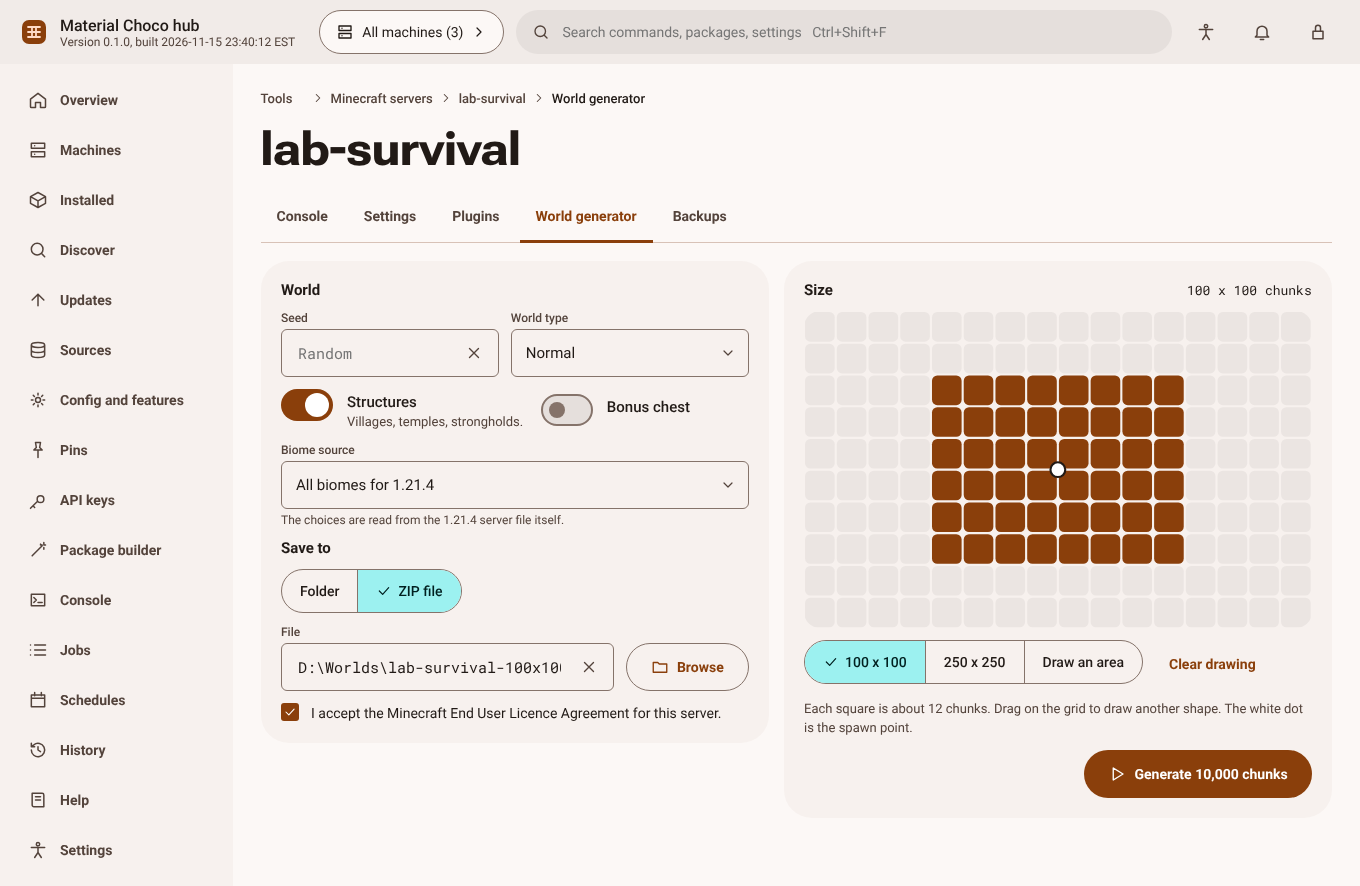 Material Choco hub
Version 0.1.0, built 2026-11-15 23:40:12 EST
All machines (3)
Search commands, packages, settings Ctrl+Shift+F
Overview
Machines
Installed
Discover
Updates
Sources
Config and features
Pins
API keys
Package builder
Console
Jobs
Schedules
History
Help
Settings
Tools
Minecraft servers
lab-survival
World generator
lab-survival
Console
Settings
Plugins
World generator
Backups
World
Seed
World type
Random
Normal
Structures
Villages, temples, strongholds.
Bonus chest
Biome source
All biomes for 1.21.4
The choices are read from the 1.21.4 server file itself.
Save to
Folder
ZIP file
File
D:\Worlds\lab-survival-100x10
Browse
I accept the Minecraft End User Licence Agreement for this server.
Size
100 x 100 chunks
100 x 100
250 x 250
Draw an area
Clear drawing
Each square is about 12 chunks. Drag on the grid to draw another shape. The white dot
is the spawn point.
Generate 10,000 chunks